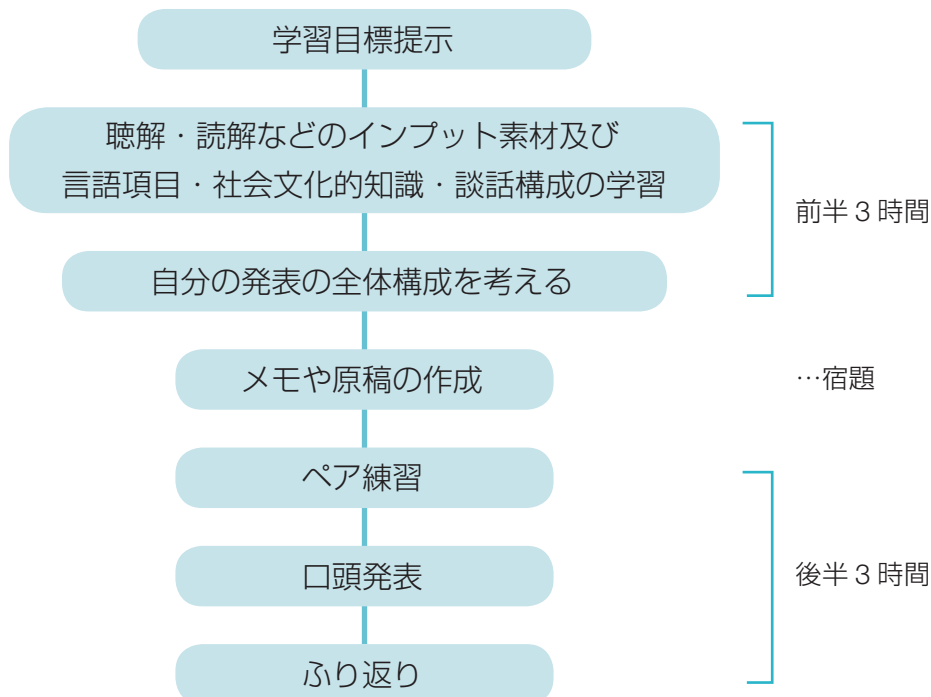 学習目標提示
聴解・読解などのインプット素材及び
言語項目・社会文化的知識・談話構成の学習
前半3時間
自分の発表の全体構成を考える
メモや原稿の作成
…宿題
ペア練習
口頭発表
後半3時間
ふり返り